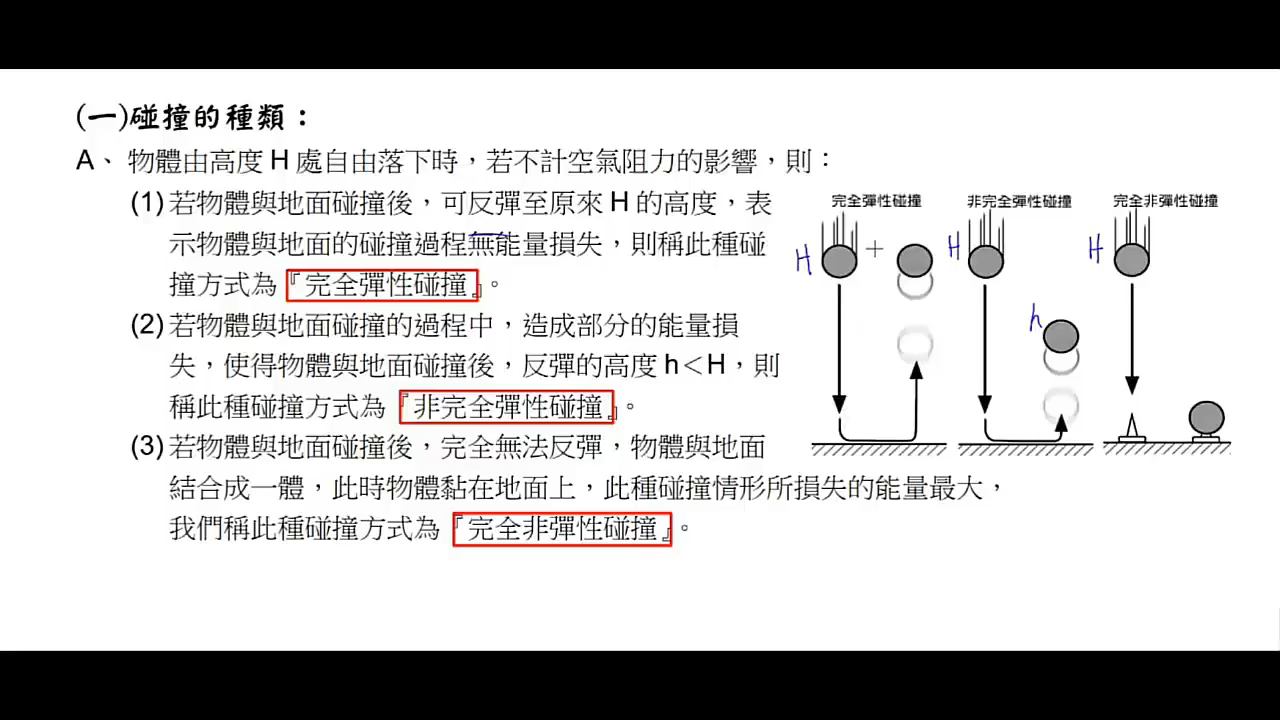 (一)碰撞的種類：
A、 物體由高度 H 處自由落下時，若不計空氣阻力的影響，則：
(1) 若物體與地面碰撞後，可反彈至原來 H 的高度，表
示物體與地面的碰撞過程無能量損失，則稱此種碰
撞方式為『完全彈性碰撞』。
(2) 若物體與地面碰撞的過程中，造成部分的能量損
失，使得物體與地面碰撞後，反彈的高度 h＜H，則
稱此種碰撞方式為『非完全彈性碰撞』。
(3) 若物體與地面碰撞後，完全無法反彈，物體與地面
結合成一體，此時物體黏在地面上，此種碰撞情形所損失的能量最大，
我們稱此種碰撞方式為『完全非彈性碰撞』。
完全彈性碰撞
非完全彈性碰撞
完全非彈性碰撞
H
H
h
H